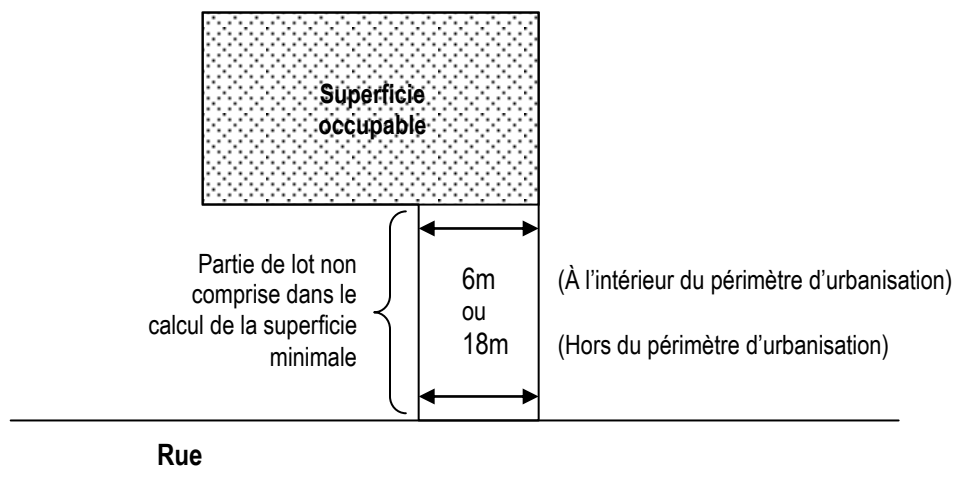 Superficie
occupable
Partie de lot non
comprise dans le
calcul de la superficie
minimale
6m
ou
18m
(À l’intérieur du périmètre d’urbanisation)
(Hors du périmètre d’urbanisation)
Rue